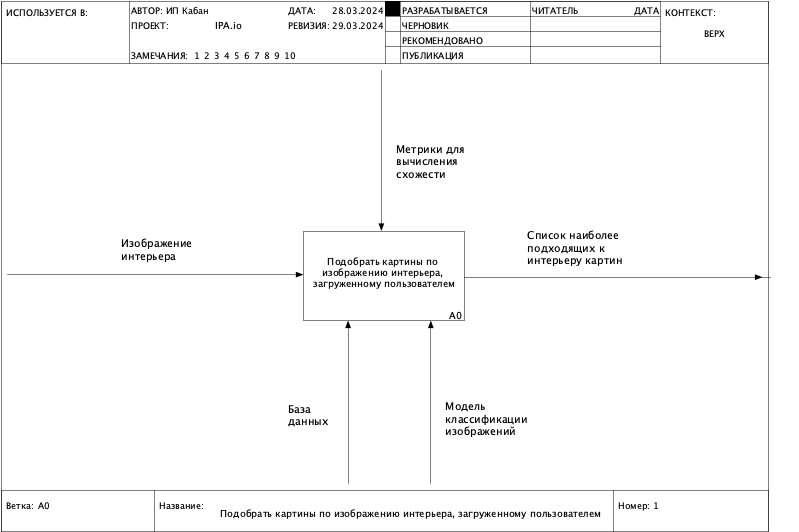 ИСПОЛЬЗУЕТСЯ В:
АВТОР: ИП Кабан
ДАТА: 28.03.2024
РАЗРАБАТЫВАЕТСЯ
ЧИТАТЕЛЬ
ДАТА
КОНТЕКСТ:
ПРОЕКТ: IPA.io
РЕВИЗИЯ: 29.03.2024
ЧЕРНОВИК
ВЕРХ
РЕКОМЕНДОВАНО
ЗАМЕЧАНИЯ: 1 2 3 4 5 6 7 8 9 10
ПУБЛИКАЦИЯ
Метрики для
вычисления
схожести
Изображение
интерьера
Подобрать картины по
изображению интерьера,
загруженному пользователем
A0
Список наиболее
подходящих к
интерьеру картин
База
данных
Модель
классификации
изображений
Ветка: A0
Название:
Подобрать картины по изображению интерьера, загруженному пользователем
Номер: 1